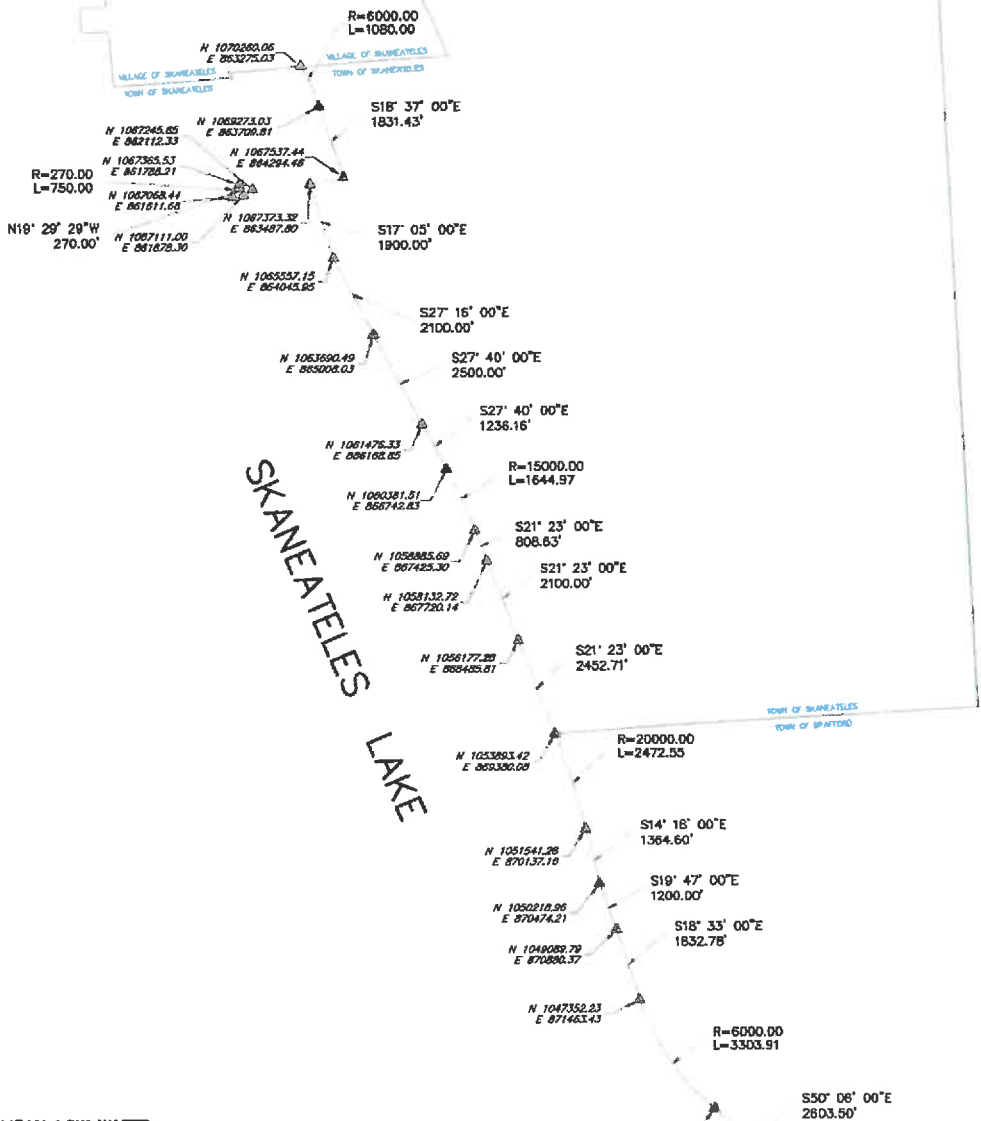 R=6000.00
L=1080.00
N 1070260.06
E 863275.03
VILLAGE OF SKANEATELES
TOWN OF SKANEATELES
VILLAGE OF SKANEATELES
TOWN OF SKANEATELES
S18° 37' 00"E
1831.43'
N 1069273.03
E 863709.81
N 1067245.65
E 862112.33
N 1067537.44
E 864294.48
N 1067365.53
E 861788.21
R=270.00
L=750.00
N 1067068.44
E 861611.68
N19° 29' 29"W
270.00'
N 1067111.00
E 861878.30
N 1067373.32
E 863487.80
S17° 05' 00"E
1900.00'
N 1065557.15
E 864045.95
S27° 16' 00"E
2100.00'
N 1063690.49
E 865008.03
S27° 40' 00"E
2500.00'
S27° 40' 00"E
1236.16'
N 1061476.33
E 866168.85
R=15000.00
L=1644.97
N 1060381.51
E 866742.83
SKANEATELES LAKE
S21° 23' 00"E
808.63'
N 1058885.69
E 867425.30
S21° 23' 00"E
2100.00'
N 1058132.72
E 867720.14
N 1056177.28
E 868485.81
S21° 23' 00"E
2452.71'
TOWN OF SKANEATELES
TOWN OF SPAFFORD
R=20000.00
L=2472.55
N 1053893.42
E 869380.08
S14° 18' 00"E
1364.60'
N 1051541.28
E 870137.16
S19° 47' 00"E
1200.00'
N 1050218.96
E 870474.21
S18° 33' 00"E
1832.78'
N 1049089.79
E 870880.37
N 1047352.23
E 871463.43
R=6000.00
L=3303.91
S50° 06' 00"E
2603.50'